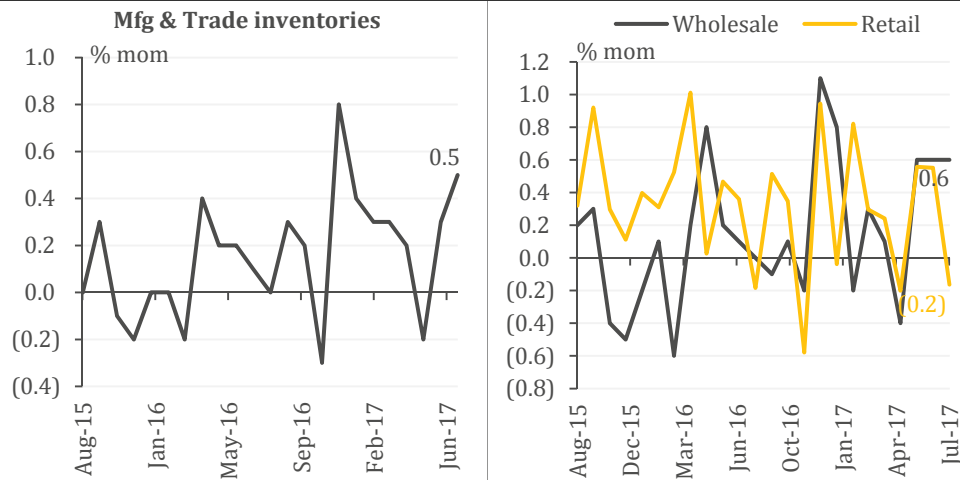 Mfg & Trade inventories
% mom
1.0
0.8
0.6
0.4
0.2
0.0
(0.2)
(0.4)
0.5
Aug-15
Jan-16
May-16
Sep-16
Feb-17
Jun-17
Wholesale
Retail
% mom
1.2
1.0
0.8
0.6
0.4
0.2
0.0
(0.2)
(0.4)
(0.6)
(0.8)
0.6
(0.2)
Aug-15
Dec-15
Mar-16
Jun-16
Oct-16
Jan-17
Apr-17
Jul-17